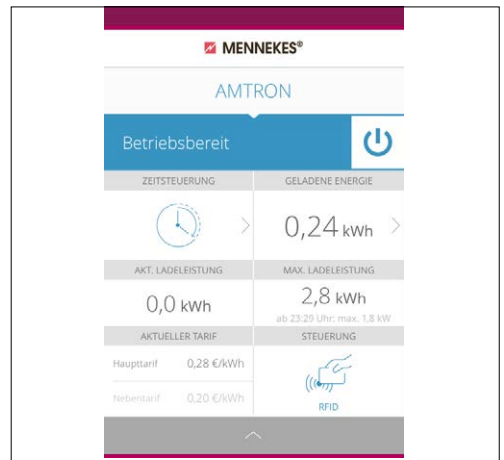 MENNEKES®
AMTRON
Betriebsbereit
ZEITSTEUERUNG
GELADENE ENERGIE
0,24 kWh
AKT. LADELEISTUNG
MAX. LADELEISTUNG
0,0 kWh
2,8 kWh
ab 23:29 Uhr: max. 1,8 kW
AKTUELLER TARIF
STEUERUNG
Haupttarif 0,28 €/kWh
Nebentarif 0,20 €/kWh
RFID